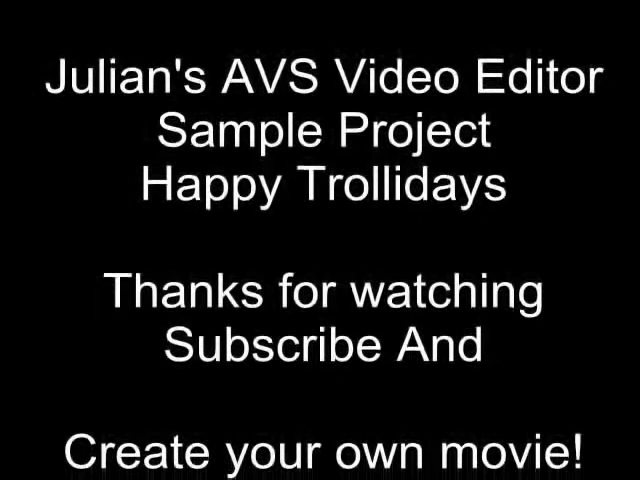 Julian's AVS Video Editor
Sample Project
Happy Trollidays
Thanks for watching
Subscribe And
Create your own movie!